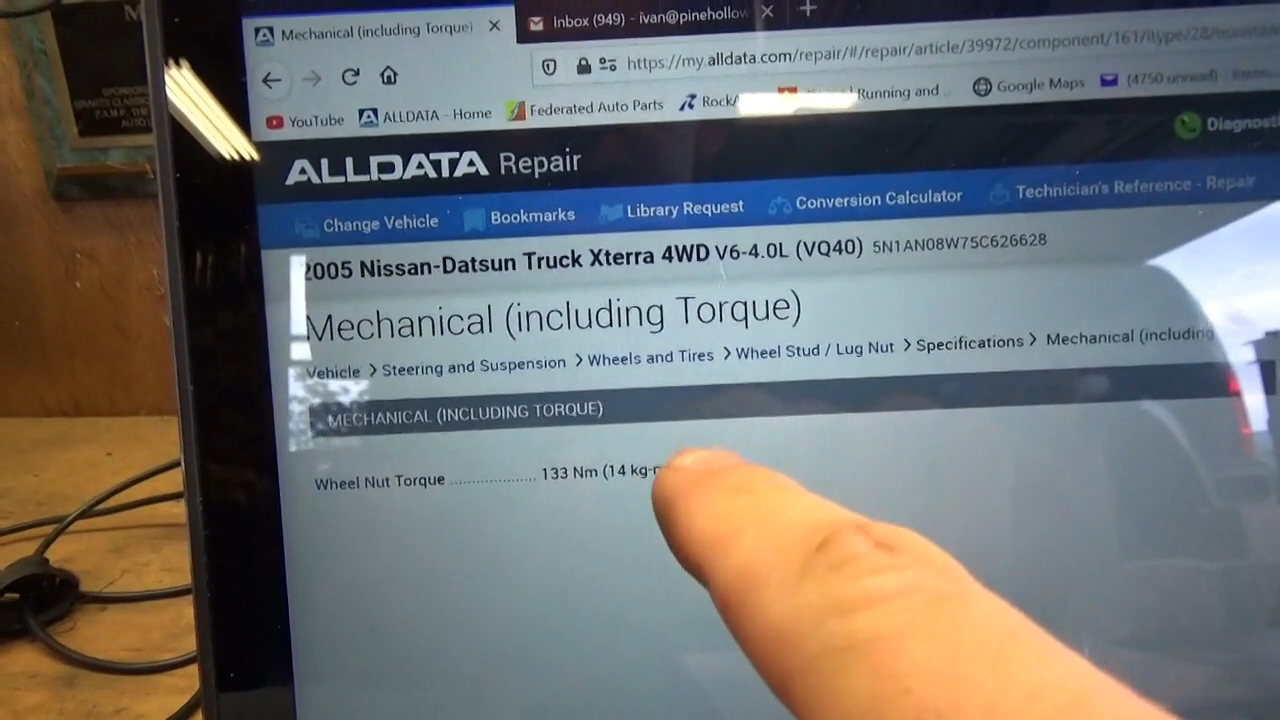 Mechanical (including Torque)
Inbox (949) - ivan@pinehollow
https://my.alldata.com/repair/#/repair/article/39972/component/161/itype/28/
YouTube
ALLDATA - Home
Federated Auto Parts
Running and
Google Maps
(4750 unread)
ALLDATA Repair
Change Vehicle
Bookmarks
Library Request
Conversion Calculator
Technician's Reference - Repair
2005 Nissan-Datsun Truck Xterra 4WD V6-4.0L (VQ40) 5N1AN08W75C626628
Mechanical (including Torque)
Vehicle > Steering and Suspension > Wheels and Tires > Wheel Stud / Lug Nut > Specifications > Mechanical (including
MECHANICAL (INCLUDING TORQUE)
Wheel Nut Torque .................... 133 Nm (14 kg-